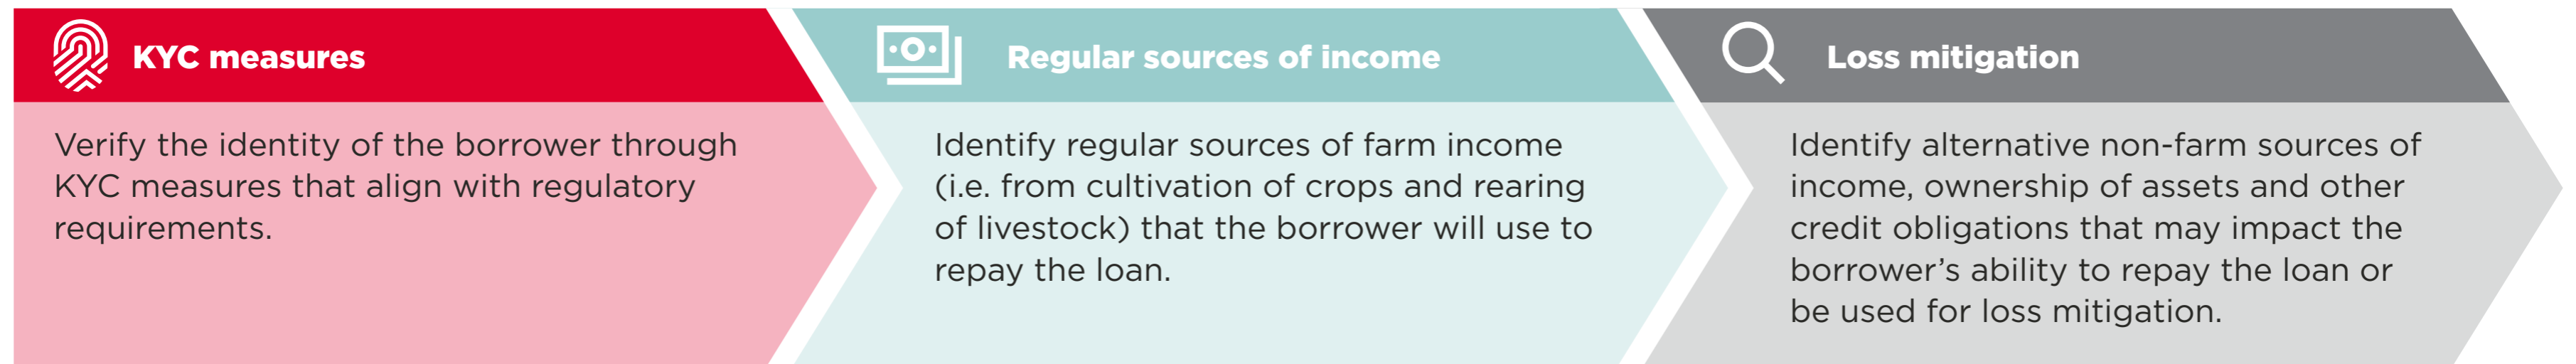 KYC measures
Verify the identity of the borrower through
KYC measures that align with regulatory
requirements.
Regular sources of income
Identify regular sources of farm income
(i.e. from cultivation of crops and rearing
of livestock) that the borrower will use to
repay the loan.
Loss mitigation
Identify alternative non-farm sources of
income, ownership of assets and other
credit obligations that may impact the
borrower’s ability to repay the loan or
be used for loss mitigation.